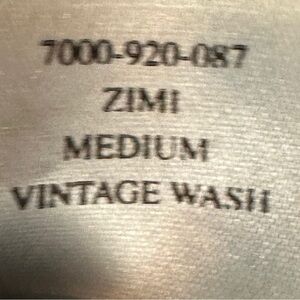 7000-920-087
ZIMI
MEDIUM
VINTAGE WASH